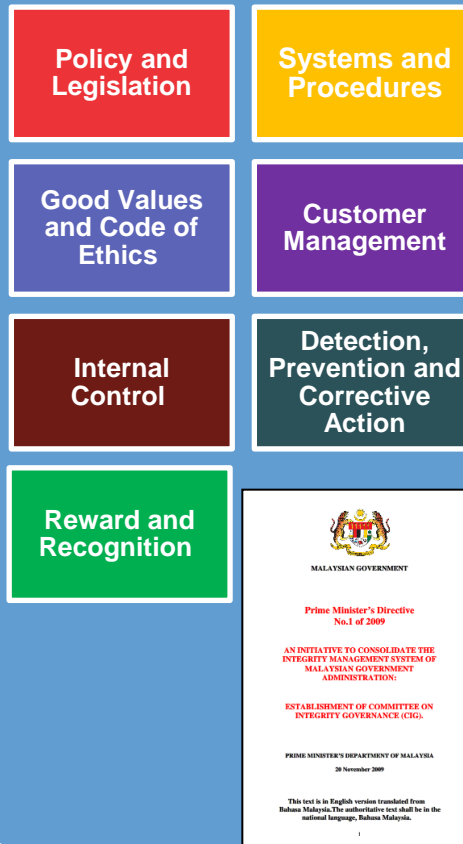 Policy and
Legislation
Systems and
Procedures
Good Values
and Code of
Ethics
Customer
Management
Internal
Control
Detection,
Prevention and
Corrective
Action
Reward and
Recognition
MALAYSIAN GOVERNMENT
Prime Minister's Directive
No.1 of 2009
AN INITIATIVE TO CONSOLIDATE THE
INTEGRITY MANAGEMENT SYSTEM OF
MALAYSIAN GOVERNMENT
ADMINISTRATION:
ESTABLISHMENT OF COMMITTEE ON
INTEGRITY GOVERNANCE (CIG).
PRIME MINISTER'S DEPARTMENT OF MALAYSIA
20 November 2009
This text is in English version translated from
Bahasa Malaysia.The authoritative text shall be in the
national language, Bahasa Malaysia.
1